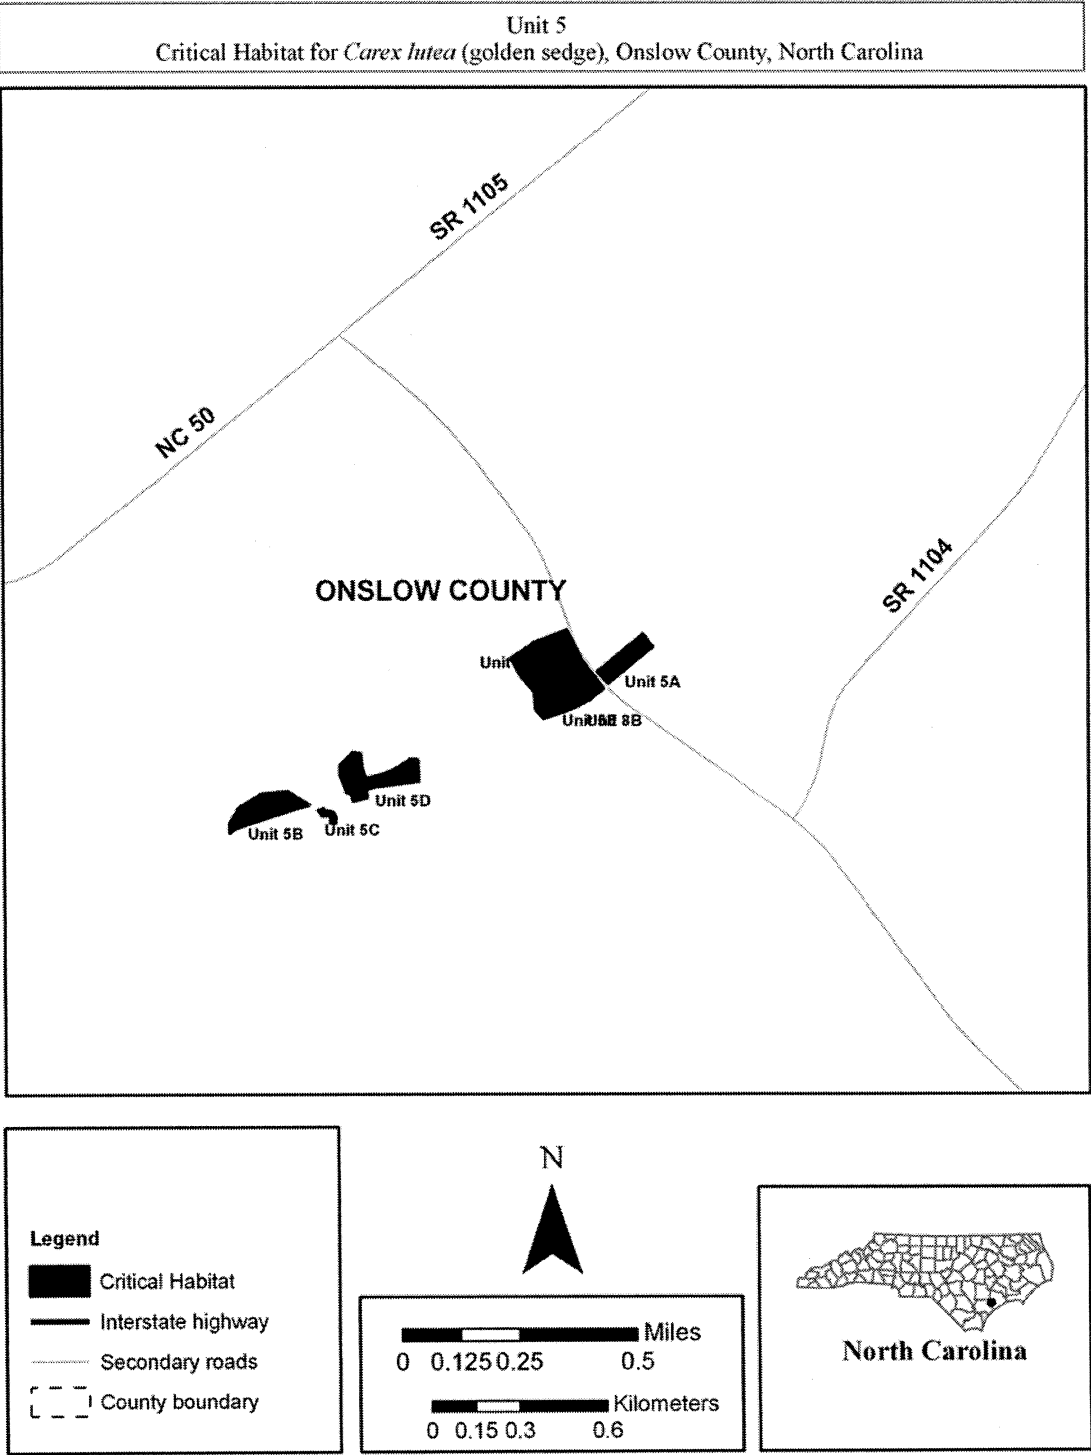 Unit 5
Critical Habitat for Carex lutea (golden sedge), Onslow County, North Carolina
SR 1105
NC 50
ONSLOW COUNTY
SR 1104
Unit
Unit 5A
8B
Unit 5D
Unit 5B
Unit 5C
N
Legend
Critical Habitat
Interstate highway
Secondary roads
County boundary
Miles
0 0.125 0.25 0.5
Kilometers
0 0.15 0.3 0.6
North Carolina